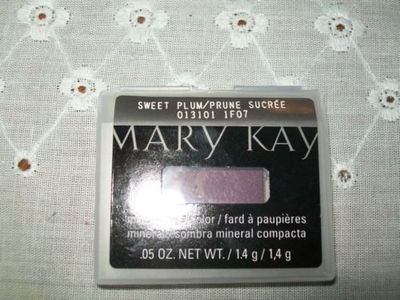 SWEET PLUM/PRUNE SUCRÉE
013101 1F07
MARY KAY
/ fard à paupières
sombra mineral compacta
.05 OZ. NET WT. / 1.4 g / 1,4 g